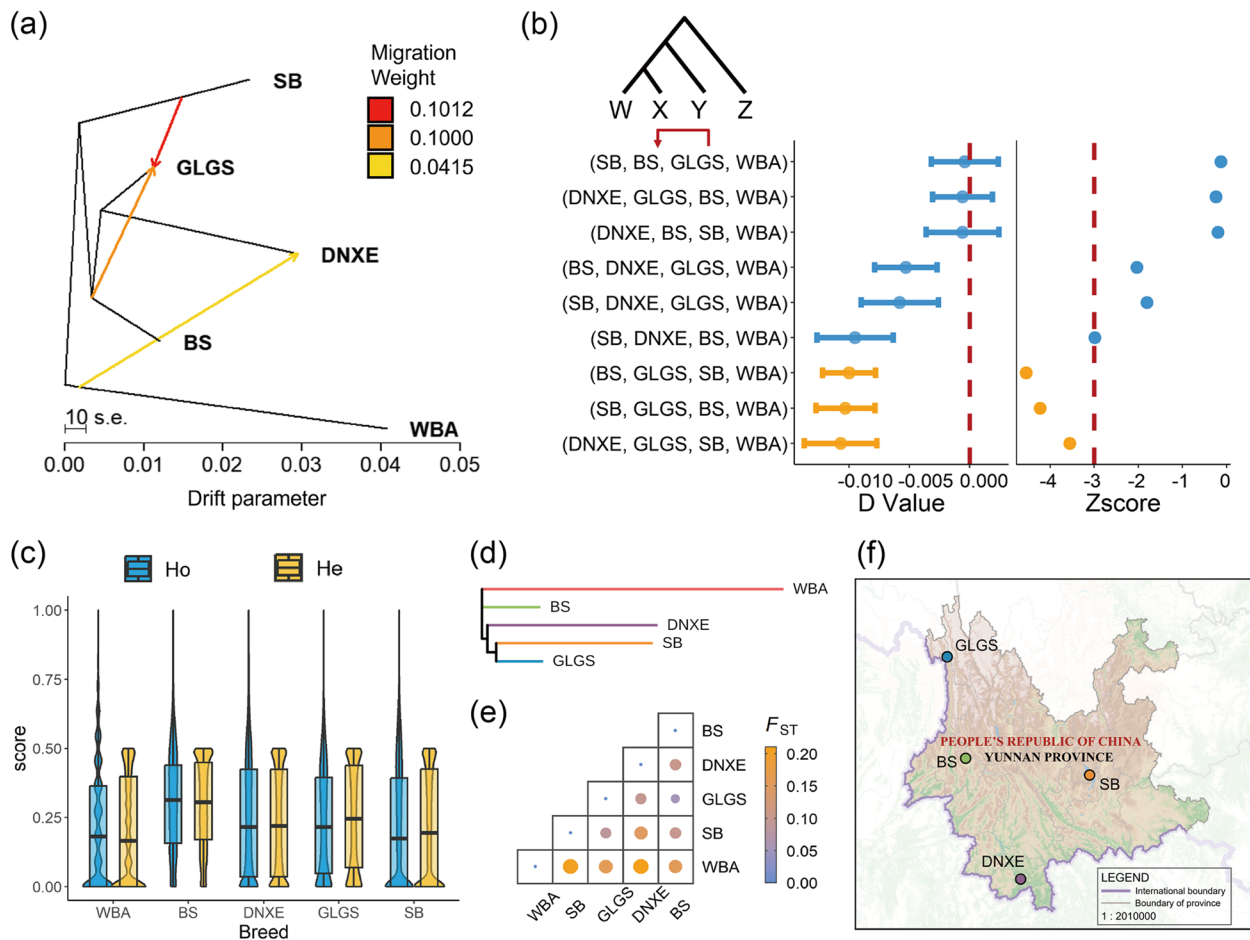 (a)
SB
GLGS
DNXE
BS
WBA
Migration
Weight
0.1012
0.1000
0.0415
10 s.e.
0.00 0.01 0.02 0.03 0.04 0.05
Drift parameter
(b)
W X Y Z
(SB, BS, GLGS, WBA)
(DNXE, GLGS, BS, WBA)
(DNXE, BS, SB, WBA)
(BS, DNXE, GLGS, WBA)
(SB, DNXE, GLGS, WBA)
(SB, DNXE, BS, WBA)
(BS, GLGS, SB, WBA)
(SB, GLGS, BS, WBA)
(DNXE, GLGS, SB, WBA)
-0.010 -0.005 0.000
D Value
-4 -3 -2 -1 0
Zscore
(c)
Ho
He
1.00
0.75
0.50
0.25
0.00
score
WBA BS DNXE GLGS SB
Breed
(d)
WBA
BS
DNXE
SB
GLGS
(e)
BS
DNXE
GLGS
SB
WBA
WBA SB GLGS DNXE BS
FST
0.20
0.15
0.10
0.05
0.00
(f)
GLGS
PEOPLE'S REPUBLIC OF CHINA
BS YUNNAN PROVINCE
SB
DNXE
LEGEND
International boundary
Boundary of province
1 : 2010000